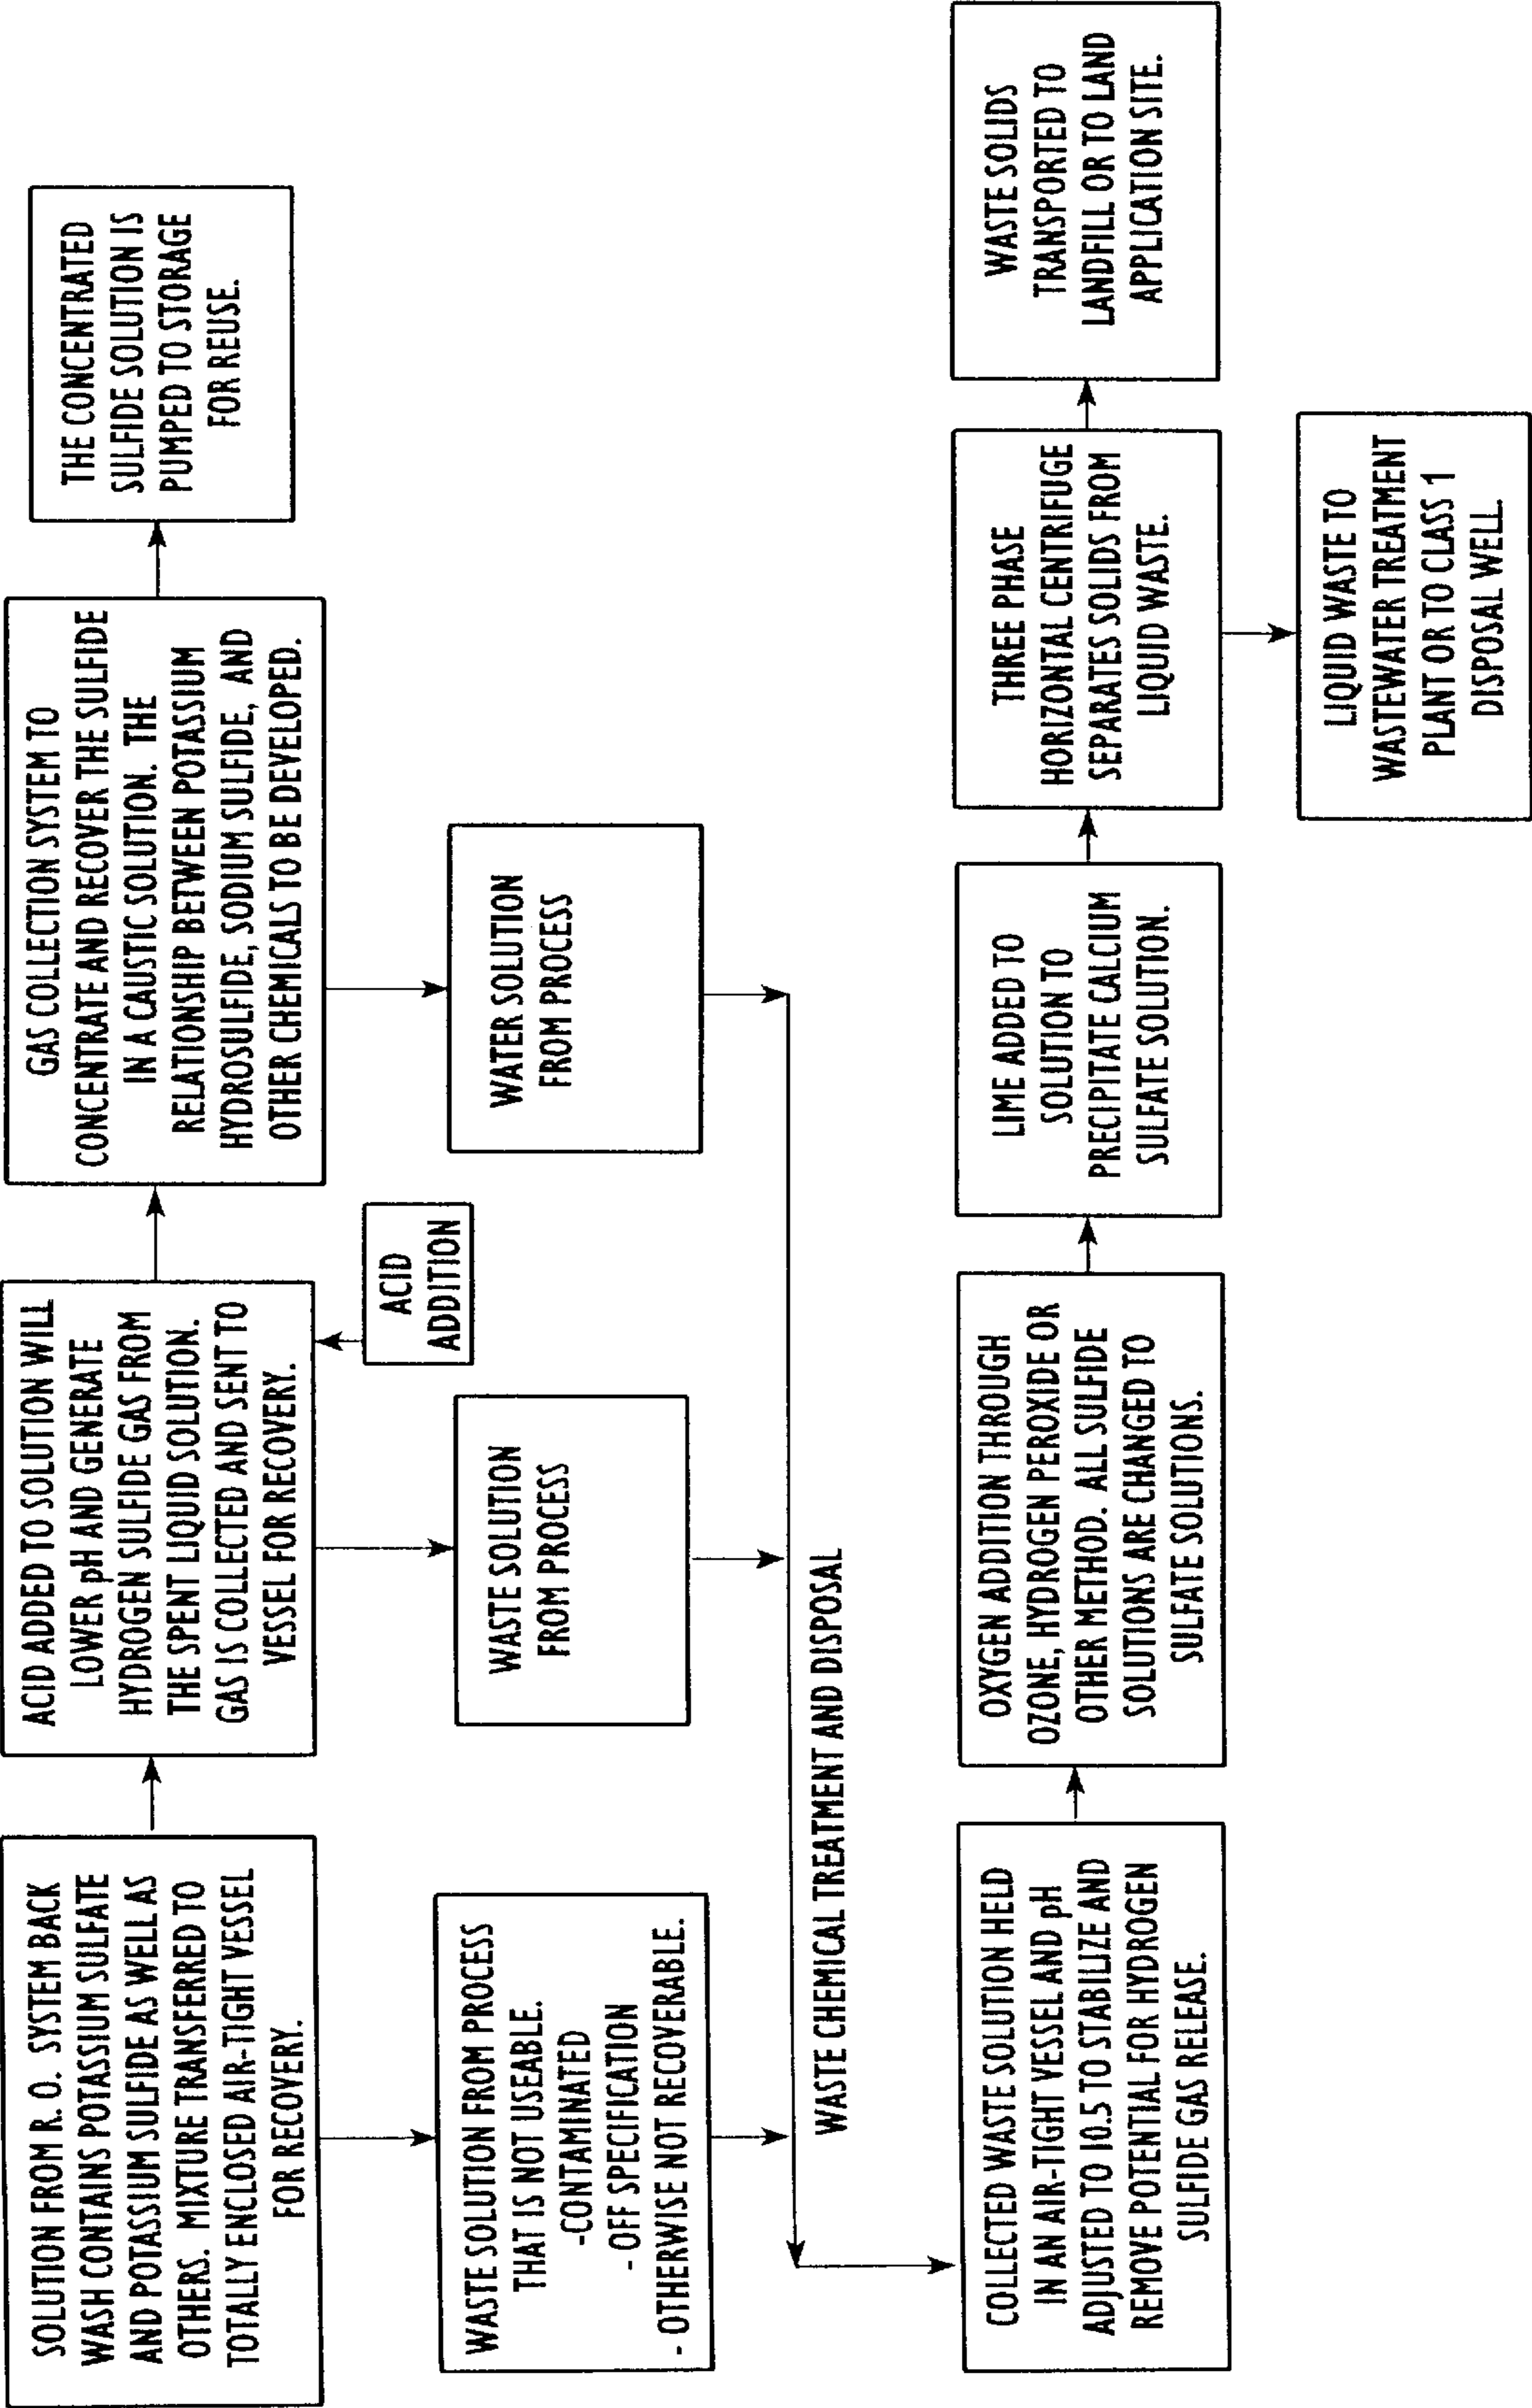 SOLUTION FROM R. O. SYSTEM BACK
WASH CONTAINS POTASSIUM SULFATE
AND POTASSIUM SULFIDE AS WELL AS
OTHERS. MIXTURE TRANSFERRED TO
TOTALLY ENCLOSED AIR-TIGHT VESSEL
FOR RECOVERY.
ACID ADDED TO SOLUTION WILL
LOWER pH AND GENERATE
HYDROGEN SULFIDE GAS FROM
THE SPENT LIQUID SOLUTION.
GAS IS COLLECTED AND SENT TO
VESSEL FOR RECOVERY.
GAS COLLECTION SYSTEM TO
CONCENTRATE AND RECOVER THE SULFIDE
IN A CAUSTIC SOLUTION. THE
RELATIONSHIP BETWEEN POTASSIUM
HYDROSULFIDE, SODIUM SULFIDE, AND
OTHER CHEMICALS TO BE DEVELOPED.
THE CONCENTRATED
SULFIDE SOLUTION IS
PUMPED TO STORAGE
FOR REUSE.
ACID
ADDITION
WASTE SOLUTION FROM PROCESS
THAT IS NOT USEABLE.
-CONTAMINATED
- OFF SPECIFICATION
- OTHERWISE NOT RECOVERABLE.
WASTE SOLUTION
FROM PROCESS
WATER SOLUTION
FROM PROCESS
WASTE CHEMICAL TREATMENT AND DISPOSAL
COLLECTED WASTE SOLUTION HELD
IN AN AIR-TIGHT VESSEL AND pH
ADJUSTED TO 10.5 TO STABILIZE AND
REMOVE POTENTIAL FOR HYDROGEN
SULFIDE GAS RELEASE.
OXYGEN ADDITION THROUGH
OZONE, HYDROGEN PEROXIDE OR
OTHER METHOD. ALL SULFIDE
SOLUTIONS ARE CHANGED TO
SULFATE SOLUTIONS.
LIME ADDED TO
SOLUTION TO
PRECIPITATE CALCIUM
SULFATE SOLUTION.
THREE PHASE
HORIZONTAL CENTRIFUGE
SEPARATES SOLIDS FROM
LIQUID WASTE.
WASTE SOLIDS
TRANSPORTED TO
LANDFILL OR TO LAND
APPLICATION SITE.
LIQUID WASTE TO
WASTEWATER TREATMENT
PLANT OR TO CLASS 1
DISPOSAL WELL.